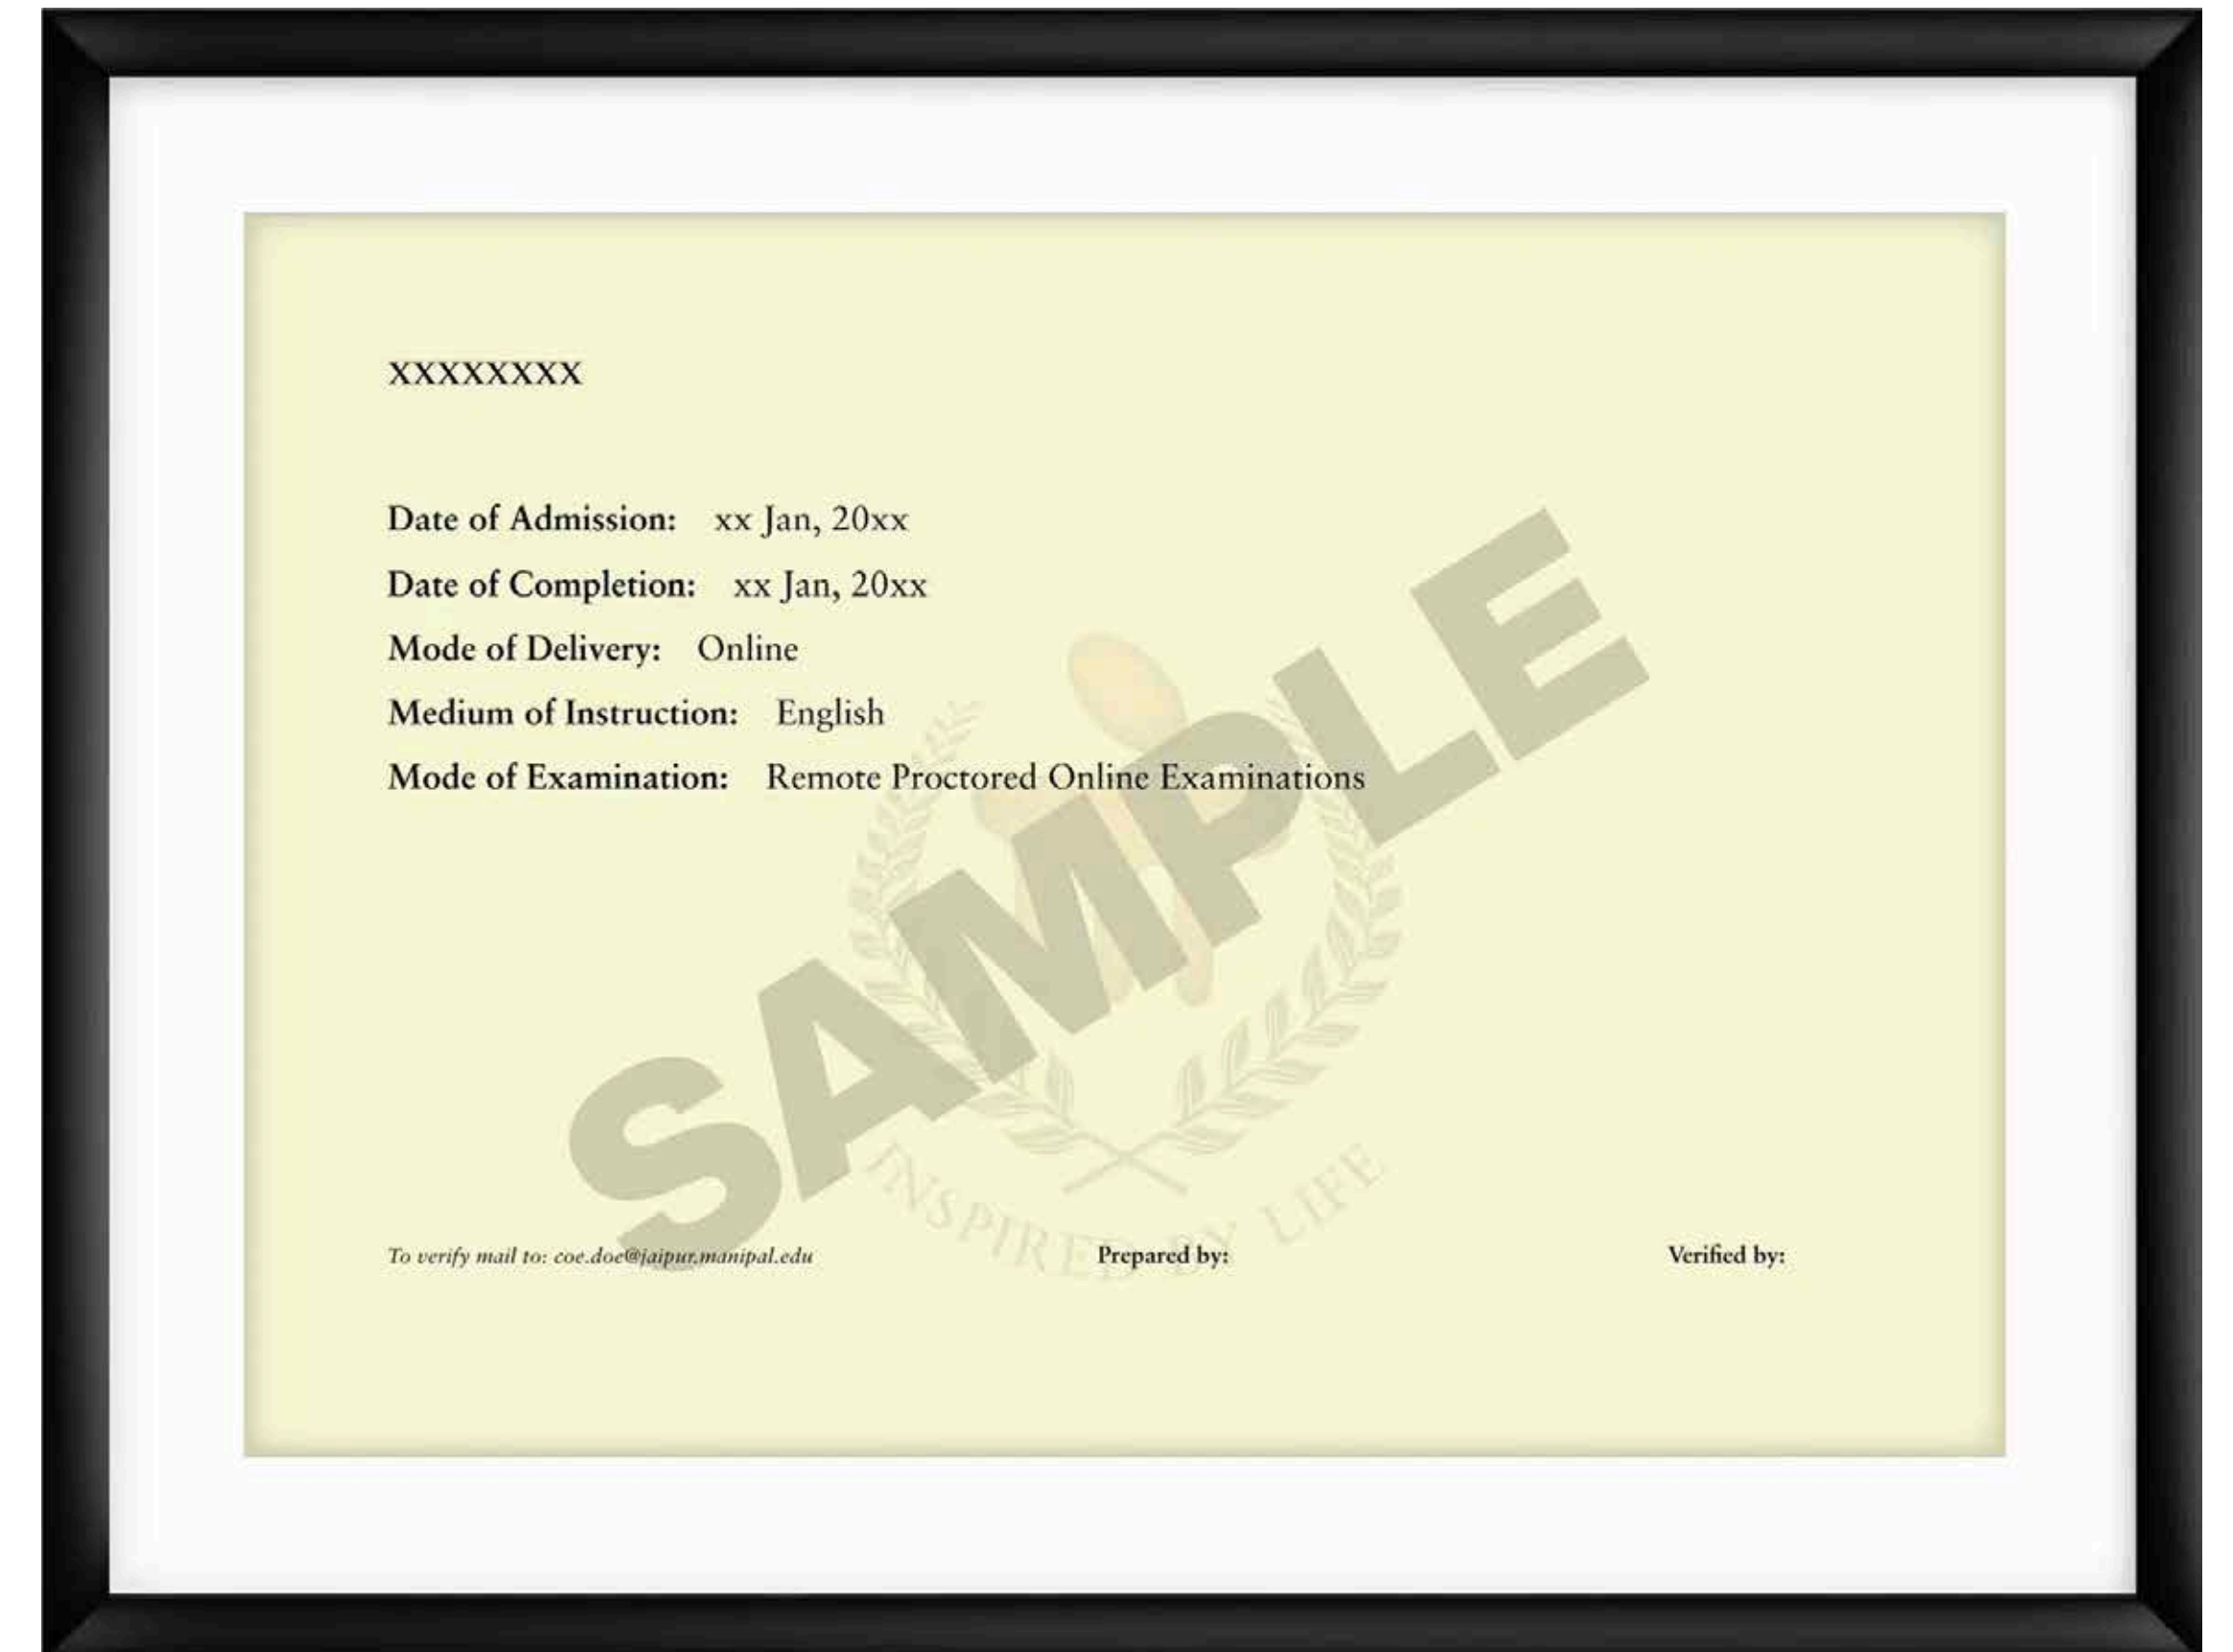 XXXXXXXX
Date of Admission: xx Jan, 20xx
Date of Completion: xx Jan, 20xx
Mode of Delivery: Online
Medium of Instruction: English
Mode of Examination: Remote Proctored Online Examinations
SAMPLE
INSPIRED BY LIFE
To verify mail to: coe.doe@jaipur.manipal.edu Prepared by: Verified by: